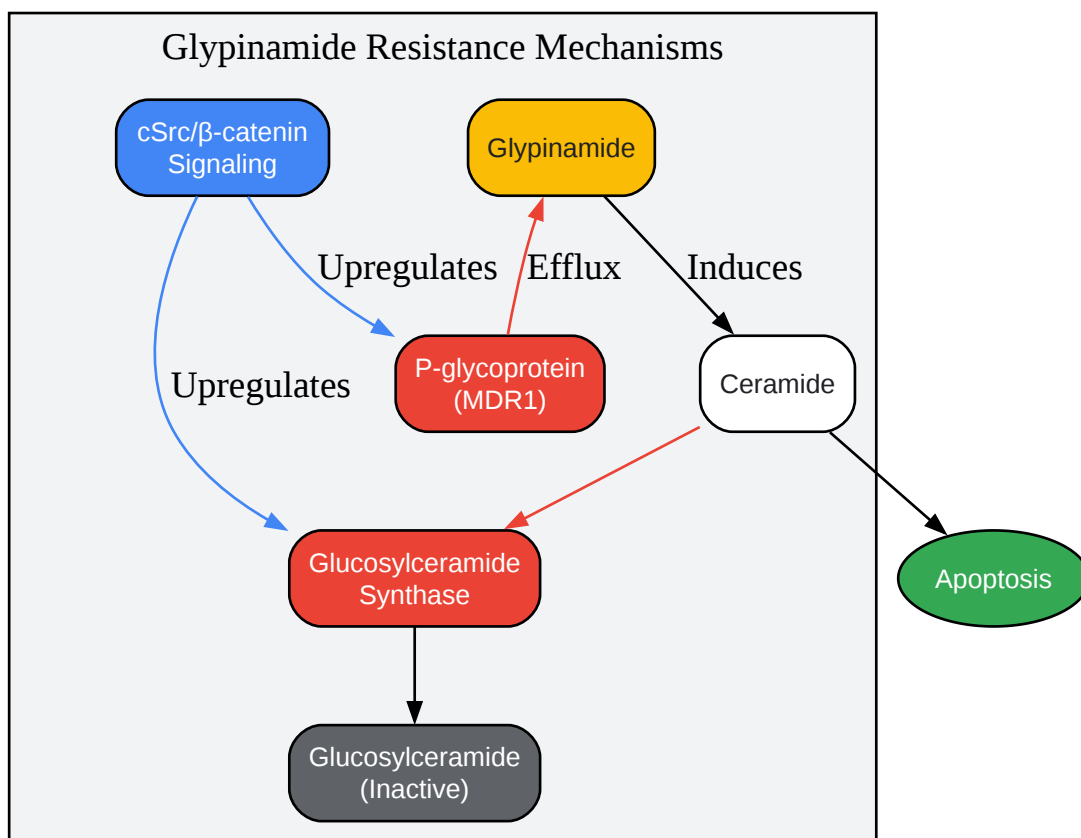 Glypinamide Resistance Mechanisms
cSrc/β-catenin
Signaling
Glypinamide
Upregulates
Efflux
Induces
P-glycoprotein
(MDR1)
Ceramide
Upregulates
Glucosylceramide
Synthase
Apoptosis
Glucosylceramide
(Inactive)